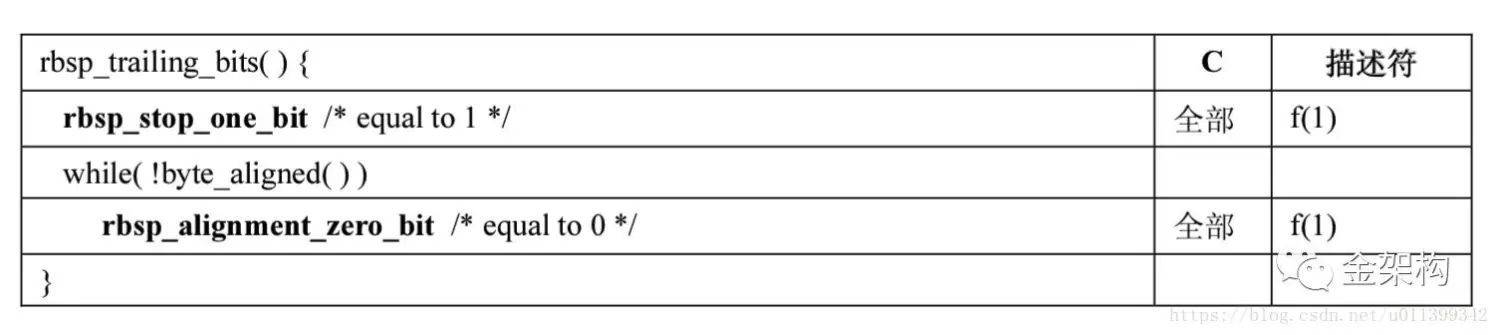 rbsp_trailing_bits( ) { C 描述符
rbsp_stop_one_bit /* equal to 1 */ 全部 f(1)
while( !byte_aligned( ) )
rbsp_alignment_zero_bit /* equal to 0 */ 全部 f(1)
}
金架构
https://blog.csdn.net/u011399342